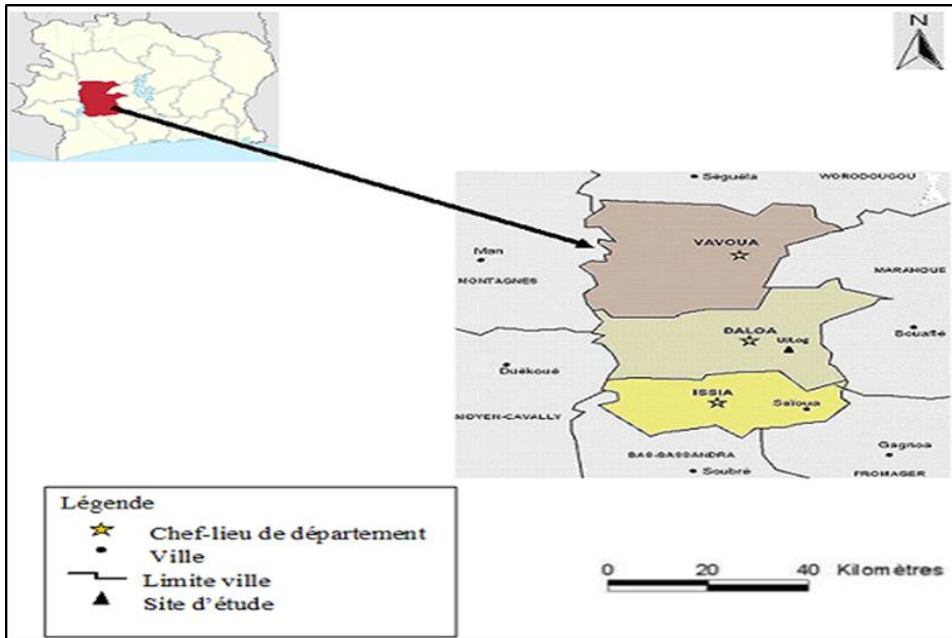 N
Séguéla
WORODOUGOU
VAVOUA
Man
MONTAGNES
MARAHOUE
DALOA
Duékoué
ISSIA
Saïoua
MOYEN-CAVALLY
Gagnoa
BAS-SASSANDRA
Soubré
FROMAGER
Légende
Chef-lieu de département
Ville
Limite ville
Site d'étude
0 20 40 Kilomètres